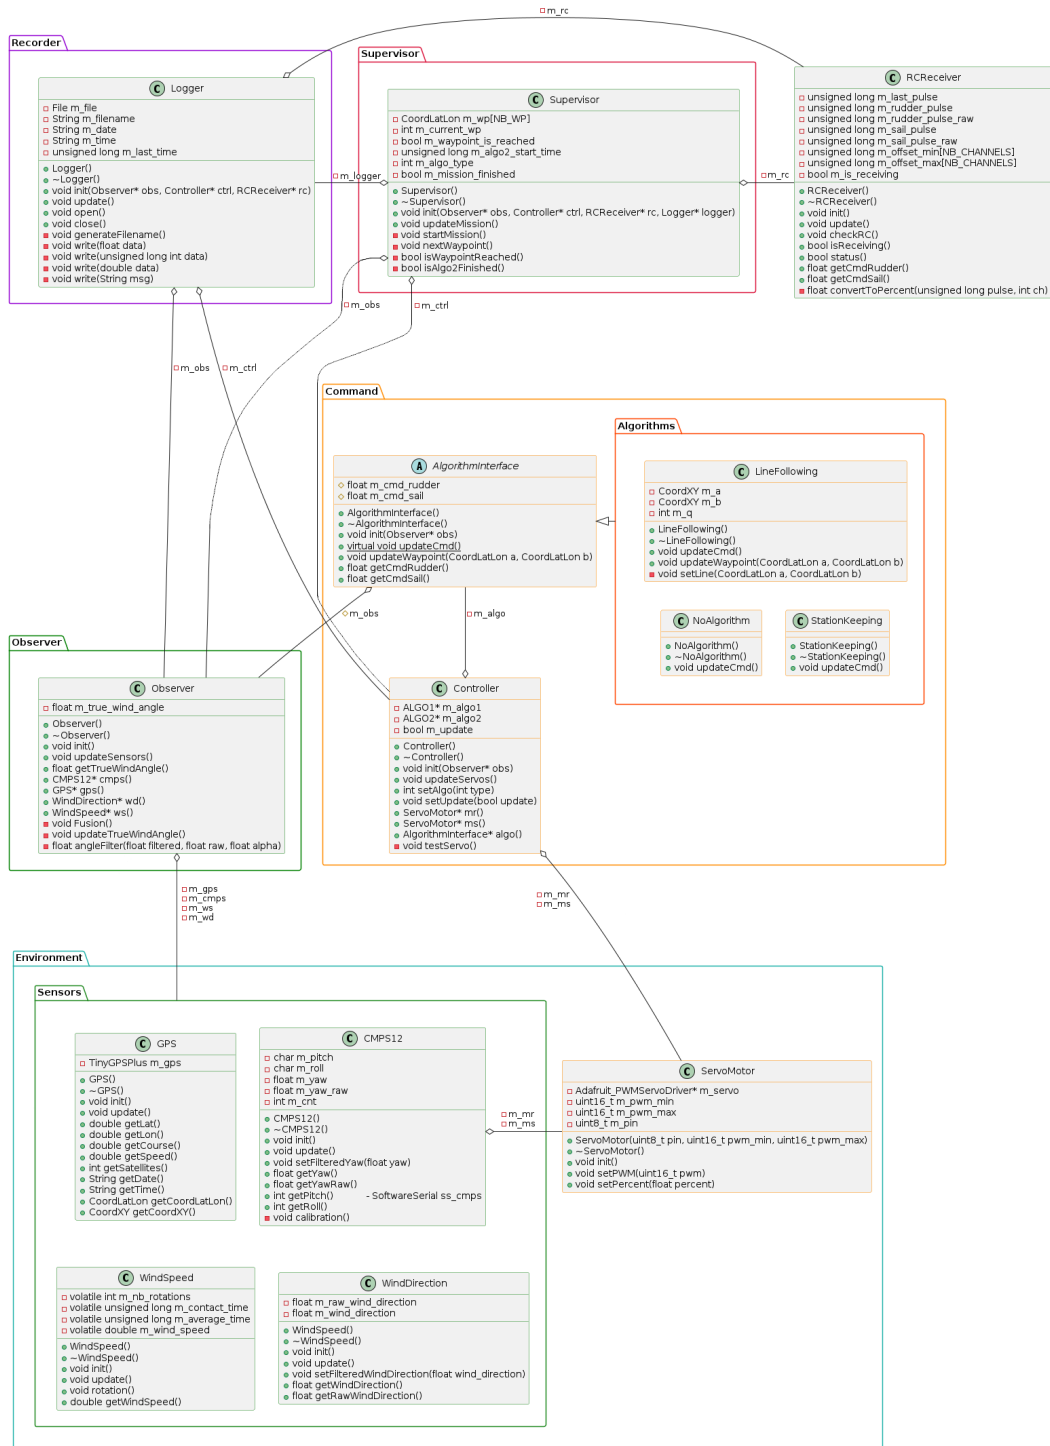 m_rc
Recorder
C Logger
File m_file
String m_filename
String m_date
String m_time
unsigned long m_last_time
Logger()
~Logger()
void init(Observer* obs, Controller* ctrl, RCReceiver* rc)
void update()
void open()
void close()
void generateFilename()
void write(float data)
void write(unsigned long int data)
void write(double data)
void write(String msg)
m_logger
Supervisor
C Supervisor
CoordLatLon m_wp[NB_WP]
int m_current_wp
bool m_waypoint_is_reached
unsigned long m_algo2_start_time
int m_algo_type
bool m_mission_finished
Supervisor()
~Supervisor()
void init(Observer* obs, Controller* ctrl, RCReceiver* rc, Logger* logger)
void updateMission()
void startMission()
void nextWaypoint()
bool isWaypointReached()
bool isAlgo2Finished()
m_rc
C RCReceiver
unsigned long m_last_pulse
unsigned long m_rudder_pulse
unsigned long m_rudder_pulse_raw
unsigned long m_sail_pulse
unsigned long m_sail_pulse_raw
unsigned long m_offset_min[NB_CHANNELS]
unsigned long m_offset_max[NB_CHANNELS]
bool m_is_receiving
RCReceiver()
~RCReceiver()
void init()
void update()
void checkRC()
bool isReceiving()
bool status()
float getCmdRudder()
float getCmdSail()
float convertToPercent(unsigned long pulse, int ch)
m_obs
m_ctrl
m_obs
m_ctrl
Command
Algorithms
A AlgorithmInterface
float m_cmd_rudder
float m_cmd_sail
AlgorithmInterface()
~AlgorithmInterface()
void init(Observer* obs)
virtual void updateCmd()
void updateWaypoint(CoordLatLon a, CoordLatLon b)
float getCmdRudder()
float getCmdSail()
C LineFollowing
CoordXY m_a
CoordXY m_b
int m_q
LineFollowing()
~LineFollowing()
void updateCmd()
void updateWaypoint(CoordLatLon a, CoordLatLon b)
void setLine(CoordLatLon a, CoordLatLon b)
C NoAlgorithm
NoAlgorithm()
~NoAlgorithm()
void updateCmd()
C StationKeeping
StationKeeping()
~StationKeeping()
void updateCmd()
m_obs
m_algo
Observer
C Observer
float m_true_wind_angle
Observer()
~Observer()
void init()
void updateSensors()
float getTrueWindAngle()
CMPS12* cmps()
GPS* gps()
WindDirection* wd()
WindSpeed* ws()
void Fusion()
void updateTrueWindAngle()
float angleFilter(float filtered, float raw, float alpha)
C Controller
ALGO1* m_algo1
ALGO2* m_algo2
bool m_update
Controller()
~Controller()
void init(Observer* obs)
void updateServos()
int setAlgo(int type)
void setUpdate(bool update)
ServoMotor* mr()
ServoMotor* ms()
AlgorithmInterface* algo()
void testServo()
m_gps
m_cmps
m_ws
m_wd
m_mr
m_ms
Environment
Sensors
C GPS
TinyGPSPlus m_gps
GPS()
~GPS()
void init()
void update()
double getLat()
double getLon()
double getCourse()
double getSpeed()
int getSatellites()
String getDate()
String getTime()
CoordLatLon getCoordLatLon()
CoordXY getCoordXY()
C CMPS12
char m_pitch
char m_roll
float m_yaw
float m_yaw_raw
int m_cnt
CMPS12()
~CMPS12()
void init()
void update()
void setFilteredYaw(float yaw)
float getYaw()
float getYawRaw()
int getPitch() - SoftwareSerial ss_cmps
int getRoll()
void calibration()
m_mr
m_ms
C ServoMotor
Adafruit_PWMServoDriver* m_servo
uint16_t m_pwm_min
uint16_t m_pwm_max
uint8_t m_pin
ServoMotor(uint8_t pin, uint16_t pwm_min, uint16_t pwm_max)
~ServoMotor()
void init()
void setPWM(uint16_t pwm)
void setPercent(float percent)
C WindSpeed
volatile int m_nb_rotations
volatile unsigned long m_contact_time
volatile unsigned long m_average_time
volatile double m_wind_speed
WindSpeed()
~WindSpeed()
void init()
void update()
void rotation()
double getWindSpeed()
C WindDirection
float m_raw_wind_direction
float m_wind_direction
WindSpeed()
~WindSpeed()
void init()
void update()
void setFilteredWindDirection(float wind_direction)
float getWindDirection()
float getRawWindDirection()